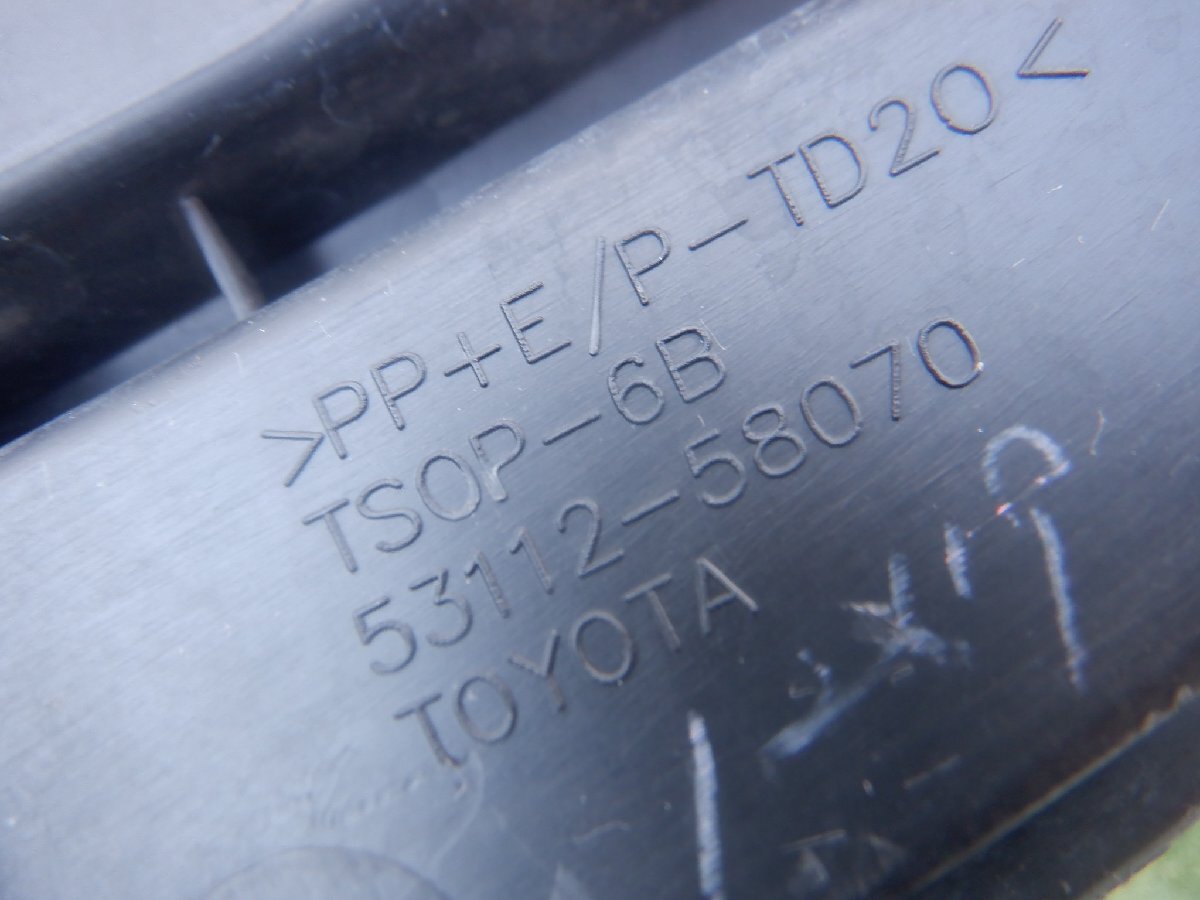 >PP+E/P-TD20<
TSOP-6B
53112-58070
TOYOTA